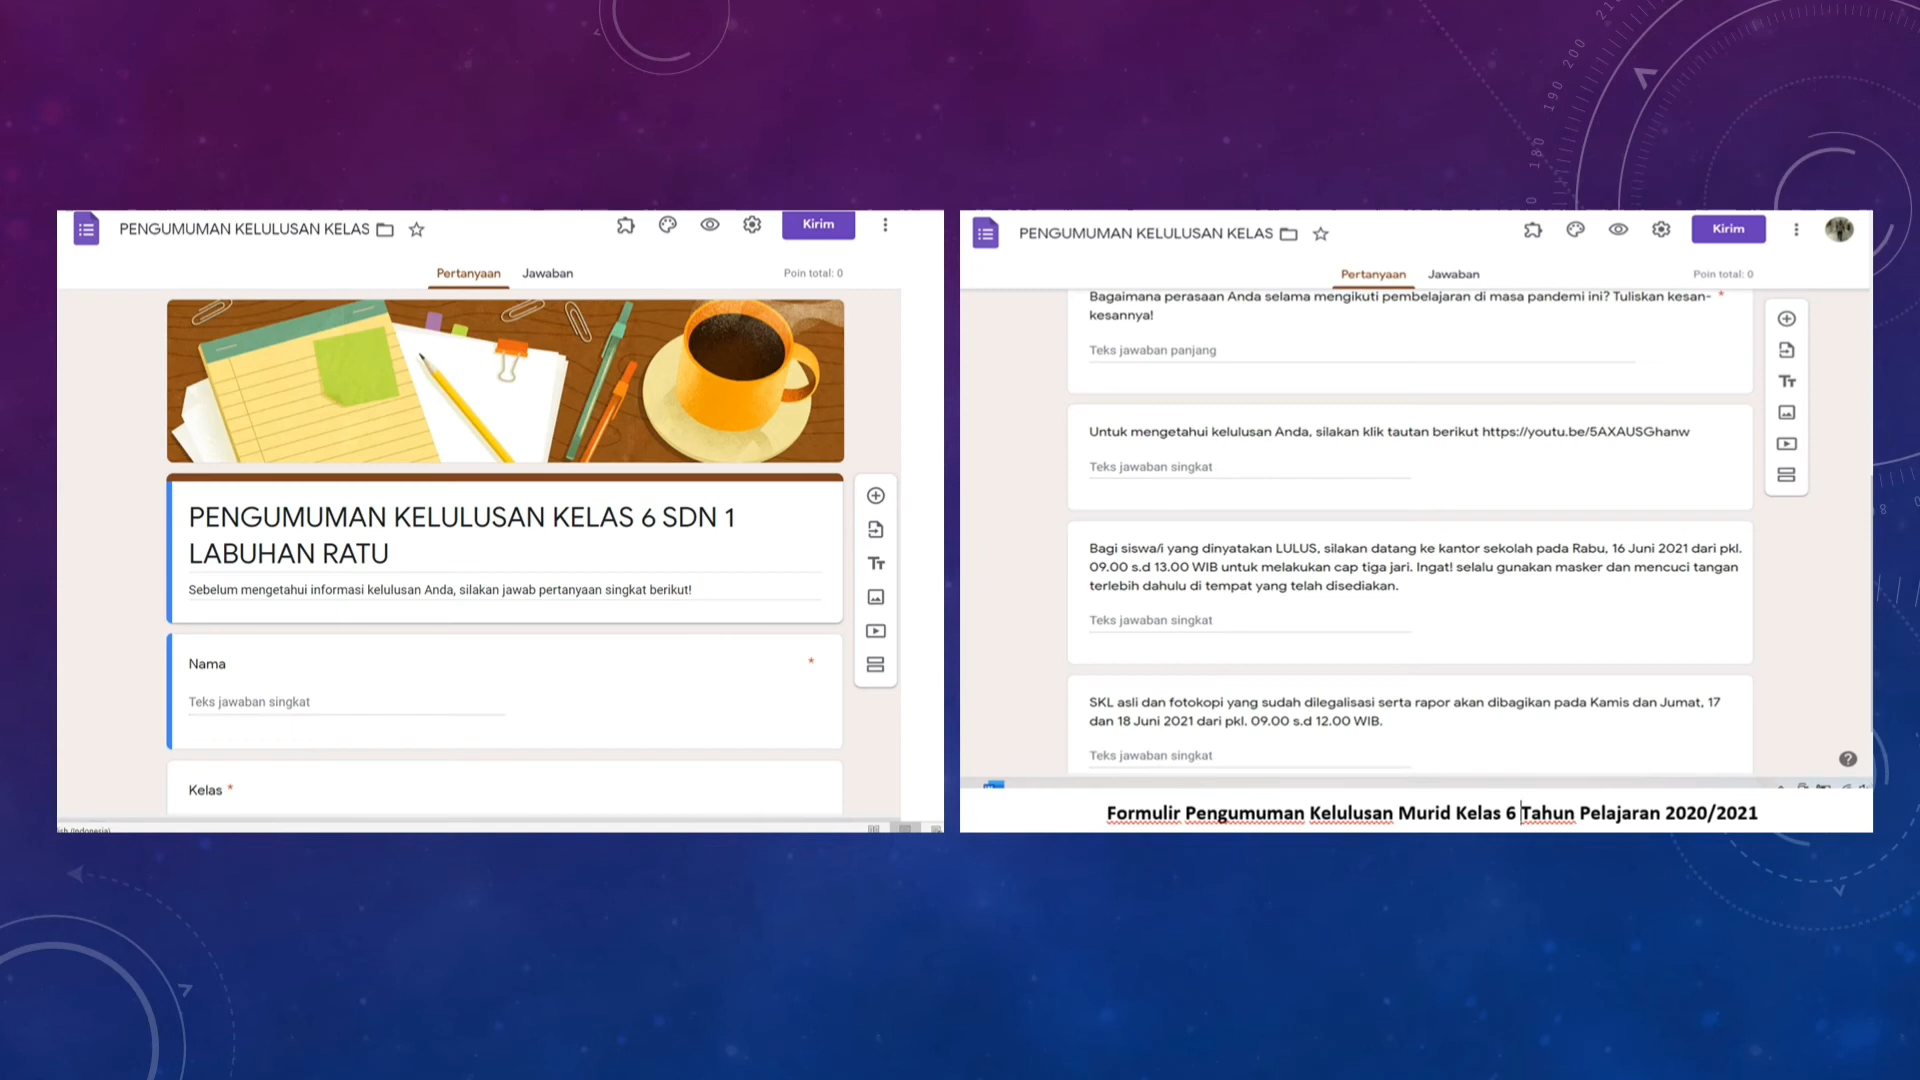 PENGUMUMAN KELULUSAN KELAS
Kirim
Pertanyaan
Jawaban
Poin total: 0
PENGUMUMAN KELULUSAN KELAS 6 SDN 1
LABUHAN RATU
Sebelum mengetahui informasi kelulusan Anda, silakan jawab pertanyaan singkat berikut!
Nama *
Teks jawaban singkat
Kelas *
PENGUMUMAN KELULUSAN KELAS
Kirim
Pertanyaan
Jawaban
Poin total: 0
Bagaimana perasaan Anda selama mengikuti pembelajaran di masa pandemi ini? Tuliskan kesan- *
kesannya!
Teks jawaban panjang
Untuk mengetahui kelulusan Anda, silakan klik tautan berikut https://youtu.be/5AXAUSGhanw
Teks jawaban singkat
Bagi siswa/i yang dinyatakan LULUS, silakan datang ke kantor sekolah pada Rabu, 16 Juni 2021 dari pkl.
09.00 s.d 13.00 WIB untuk melakukan cap tiga jari. Ingat! selalu gunakan masker dan mencuci tangan
terlebih dahulu di tempat yang telah disediakan.
Teks jawaban singkat
SKL asli dan fotokopi yang sudah dilegalisasi serta rapor akan dibagikan pada Kamis dan Jumat, 17
dan 18 Juni 2021 dari pkl. 09.00 s.d 12.00 WIB.
Teks jawaban singkat
Formulir Pengumuman Kelulusan Murid Kelas 6 Tahun Pelajaran 2020/2021
180
190
200